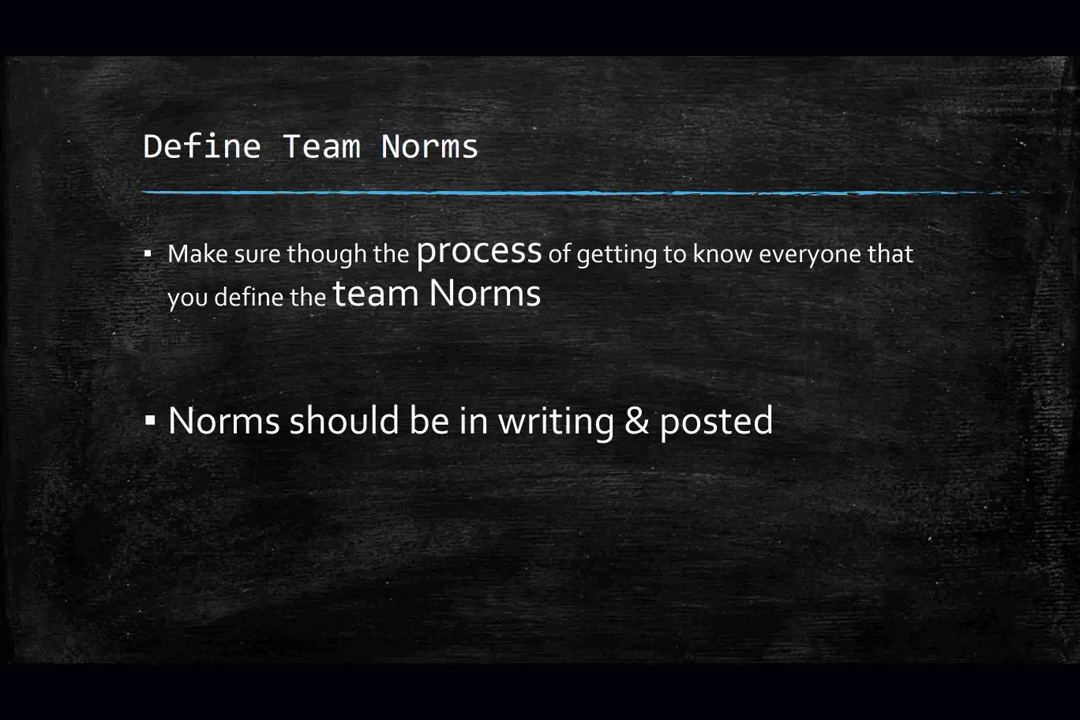 Define Team Norms
▪ Make sure though the process of getting to know everyone that
you define the team Norms
▪ Norms should be in writing & posted